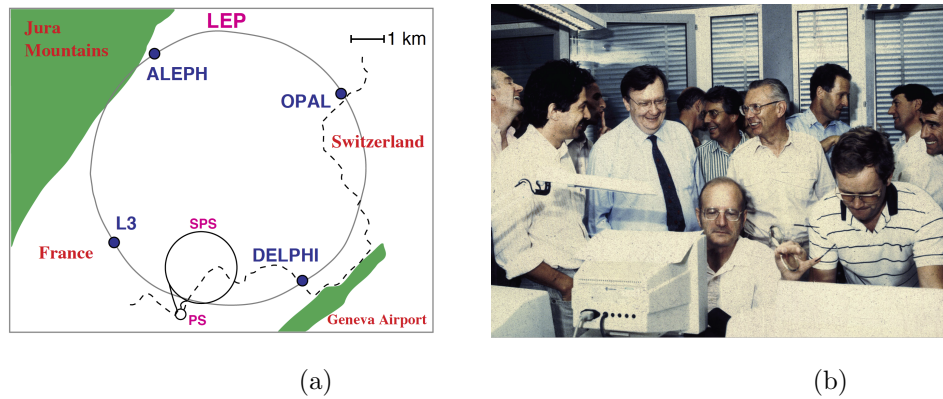 LEP
Jura
Mountains
1 km
ALEPH
OPAL
Switzerland
L3
SPS
France
DELPHI
PS
Geneva Airport
(a)
(b)